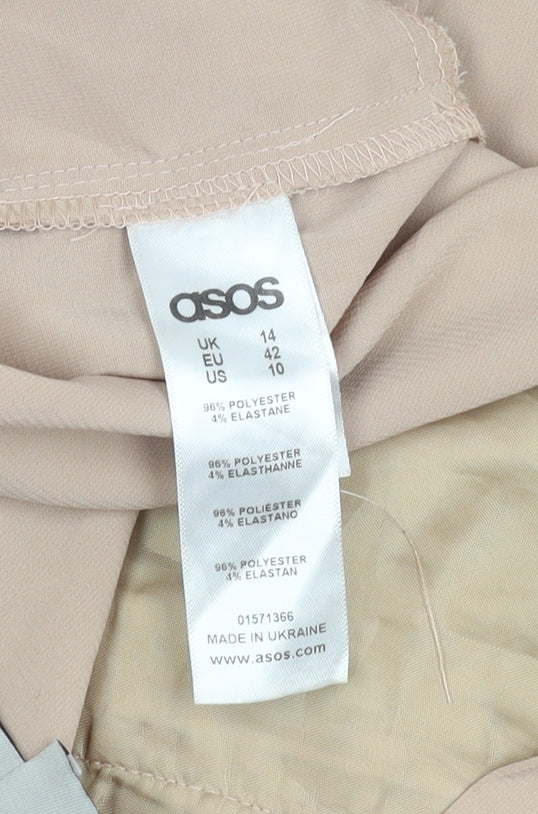 asos
UK 14
EU 42
US 10
96% POLYESTER
4% ELASTANE
96% POLYESTER
4% ELASTHANNE
96% POLIÉSTER
4% ELASTANO
96% POLYESTER
4% ELASTAN
01571366
MADE IN UKRAINE
www.asos.com